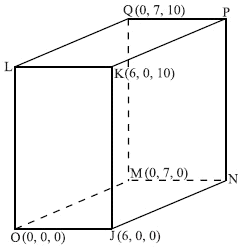 Q(0, 7, 10)
P
L
K(6, 0, 10)
M(0, 7, 0)
N
O(0, 0, 0)
J(6, 0, 0)